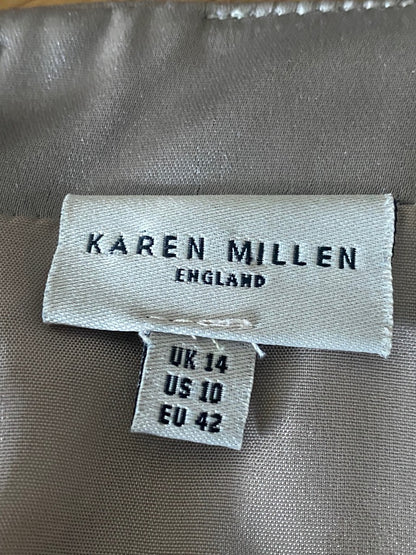 KAREN MILLEN
ENGLAND
UK 14
US 10
EU 42